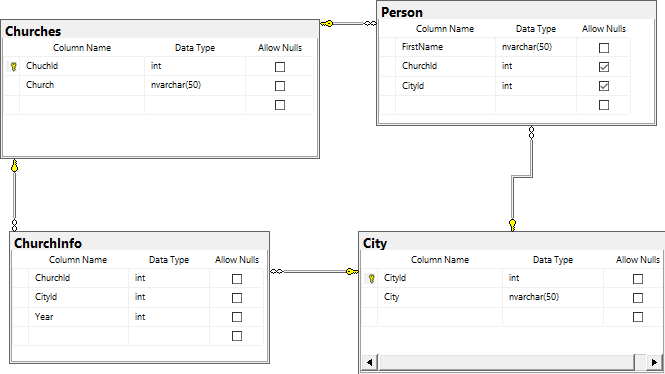 Churches
Column Name Data Type Allow Nulls
ChuchId int
Church nvarchar(50)
Person
Column Name Data Type Allow Nulls
FirstName nvarchar(50)
ChurchId int
CityId int
ChurchInfo
Column Name Data Type Allow Nulls
ChurchId int
CityId int
Year int
City
Column Name Data Type Allow Nulls
CityId int
City nvarchar(50)